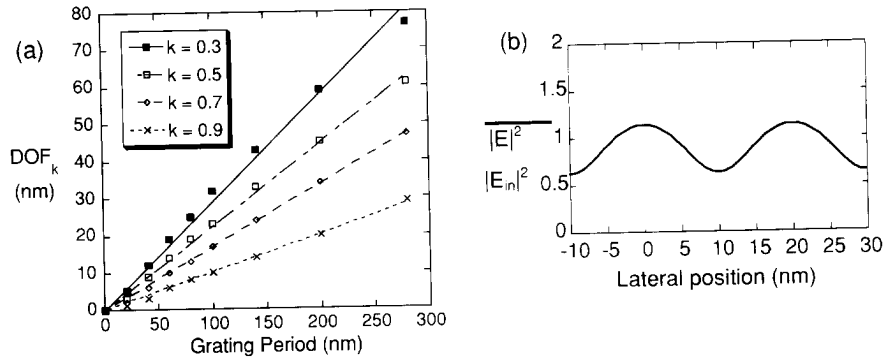 (a)
80
70
60
50
40
30
20
10
0
DOFk
(nm)
k = 0.3
k = 0.5
k = 0.7
k = 0.9
0 50 100 150 200 250 300
Grating Period (nm)
(b)
2
1.5
1
0.5
0
|E|²
|Ein|²
-10 -5 0 5 10 15 20 25 30
Lateral position (nm)